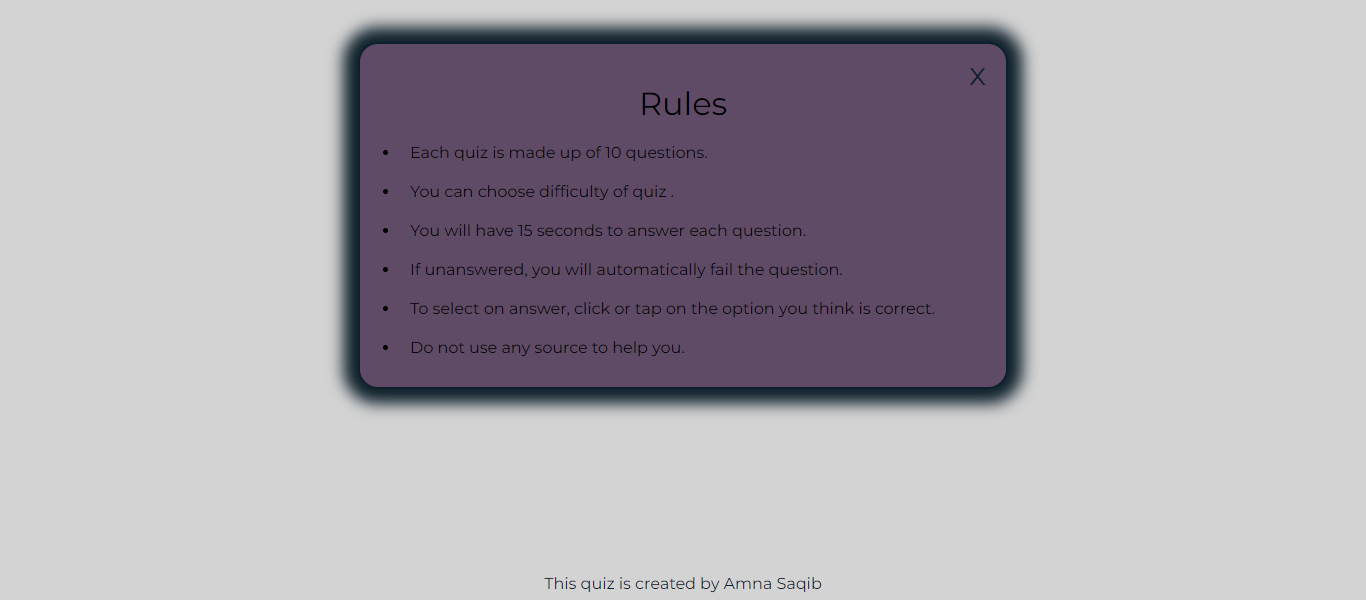 X
Rules
• Each quiz is made up of 10 questions.
• You can choose difficulty of quiz .
• You will have 15 seconds to answer each question.
• If unanswered, you will automatically fail the question.
• To select on answer, click or tap on the option you think is correct.
• Do not use any source to help you.
This quiz is created by Amna Saqib